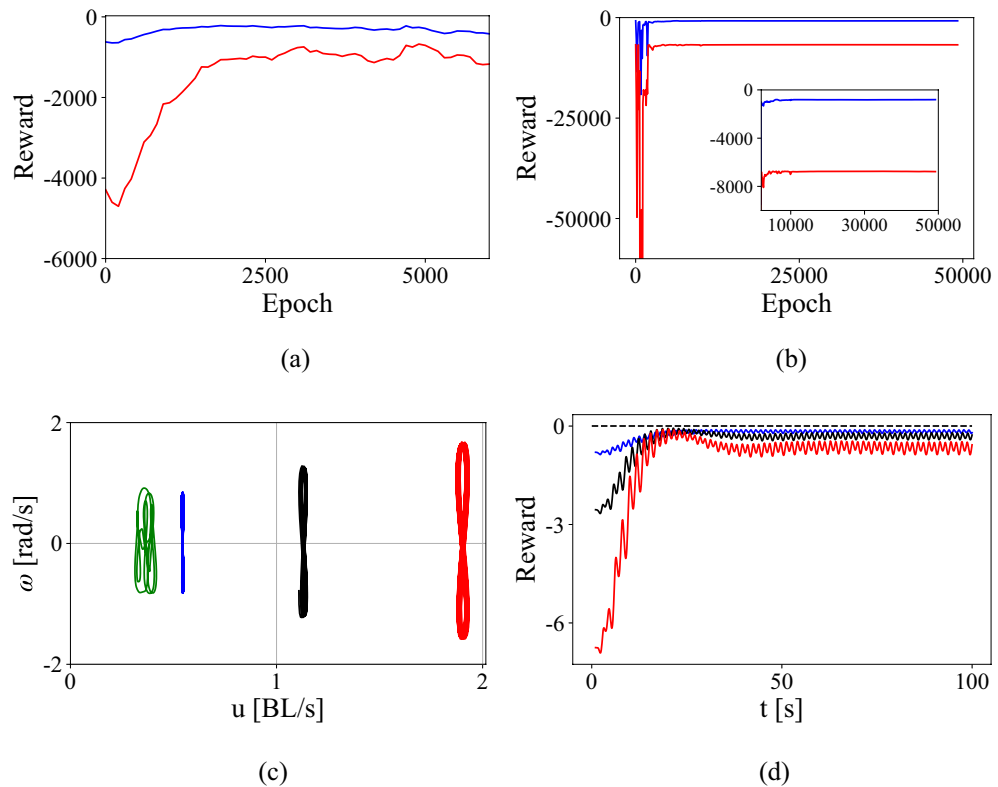 0
-2000
-4000
-6000
Reward
0
2500
5000
Epoch
(a)
0
-25000
-50000
Reward
0
-4000
-8000
10000
30000
50000
0
25000
50000
Epoch
(b)
2
0
-2
ω [rad/s]
0
1
2
u [BL/s]
(c)
0
-3
-6
Reward
0
50
100
t [s]
(d)